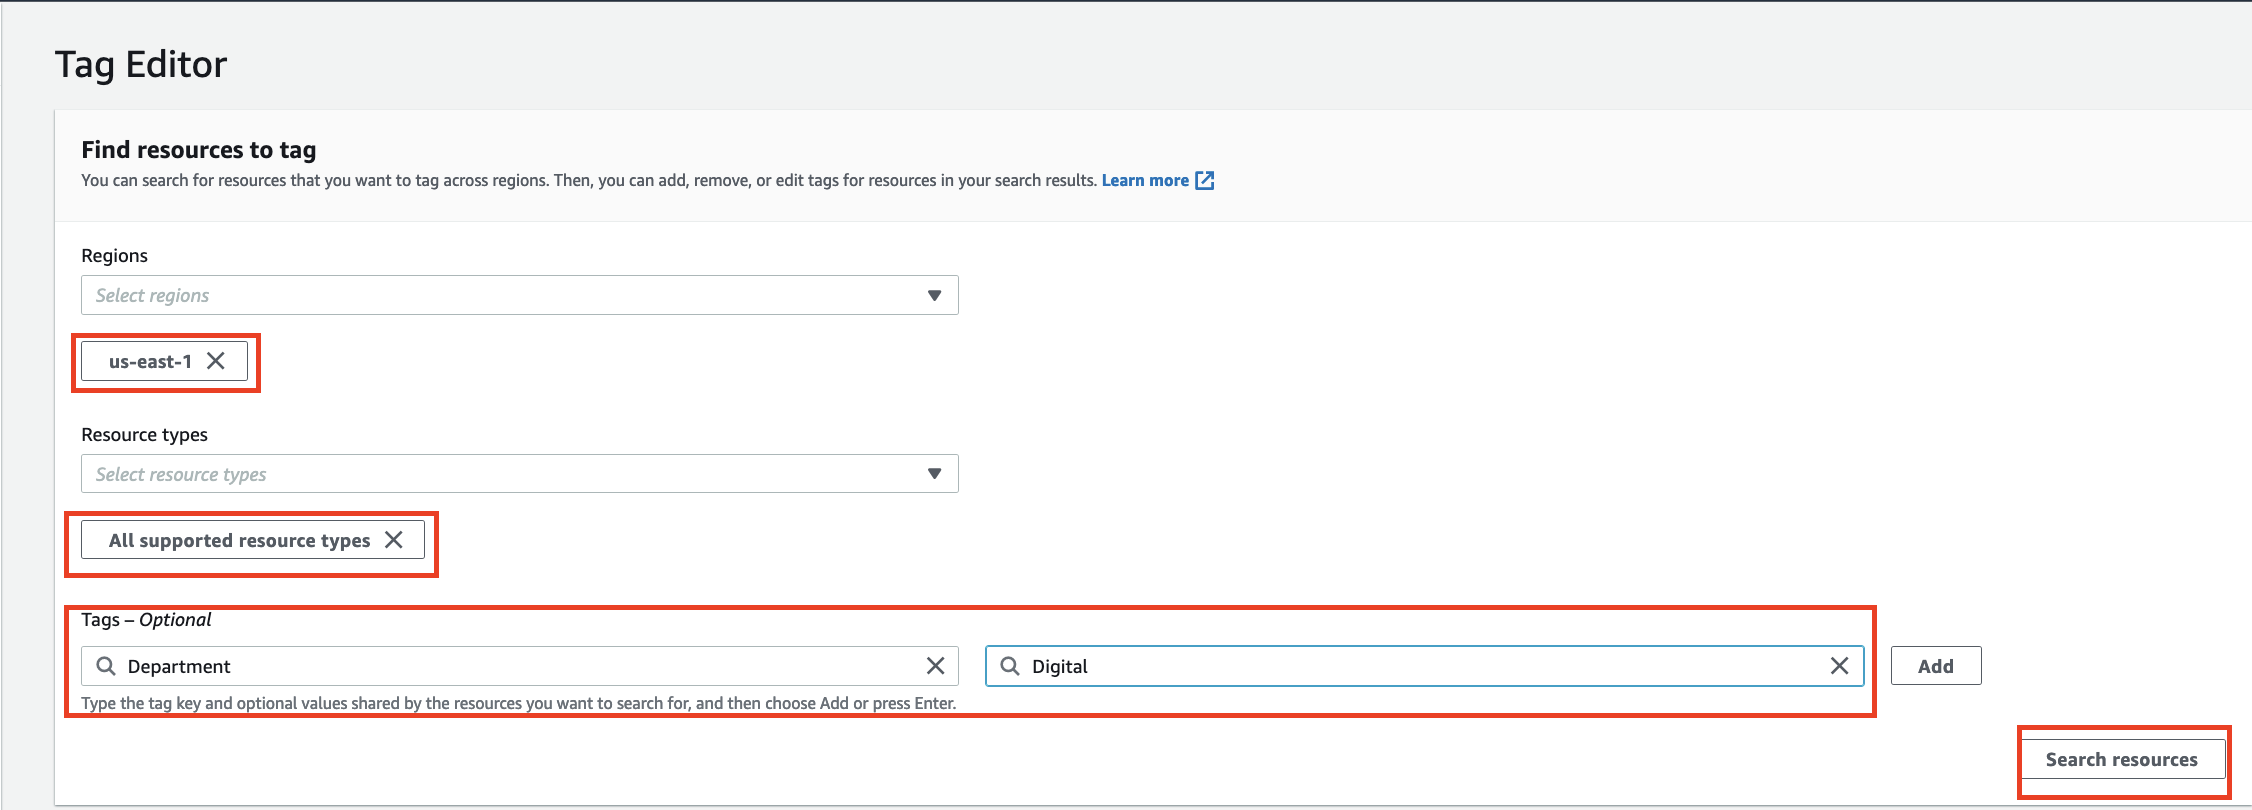 Tag Editor
Find resources to tag
You can search for resources that you want to tag across regions. Then, you can add, remove, or edit tags for resources in your search results. Learn more
Regions
Select regions
us-east-1
Resource types
Select resource types
All supported resource types
Tags – Optional
Department Digital Add
Type the tag key and optional values shared by the resources you want to search for, and then choose Add or press Enter.
Search resources